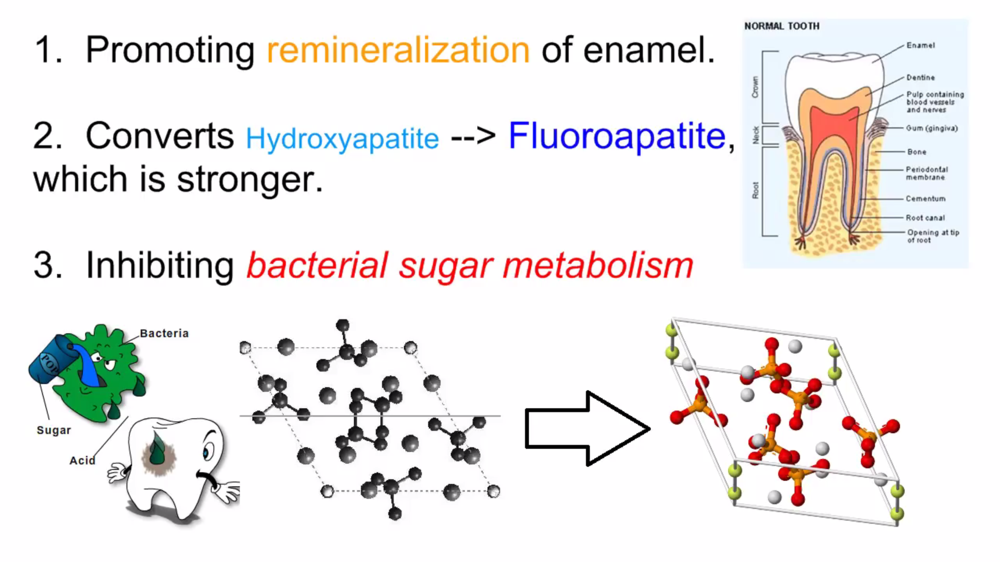 1. Promoting remineralization of enamel.
2. Converts Hydroxyapatite --> Fluoroapatite,
which is stronger.
3. Inhibiting bacterial sugar metabolism
NORMAL TOOTH
Enamel
Dentine
Pulp containing
blood vessels
and nerves
Gum (gingiva)
Bone
Periodontal
membrane
Cementum
Root canal
Opening at tip
of root
Crown
Neck
Root
Bacteria
POP
Sugar
Acid